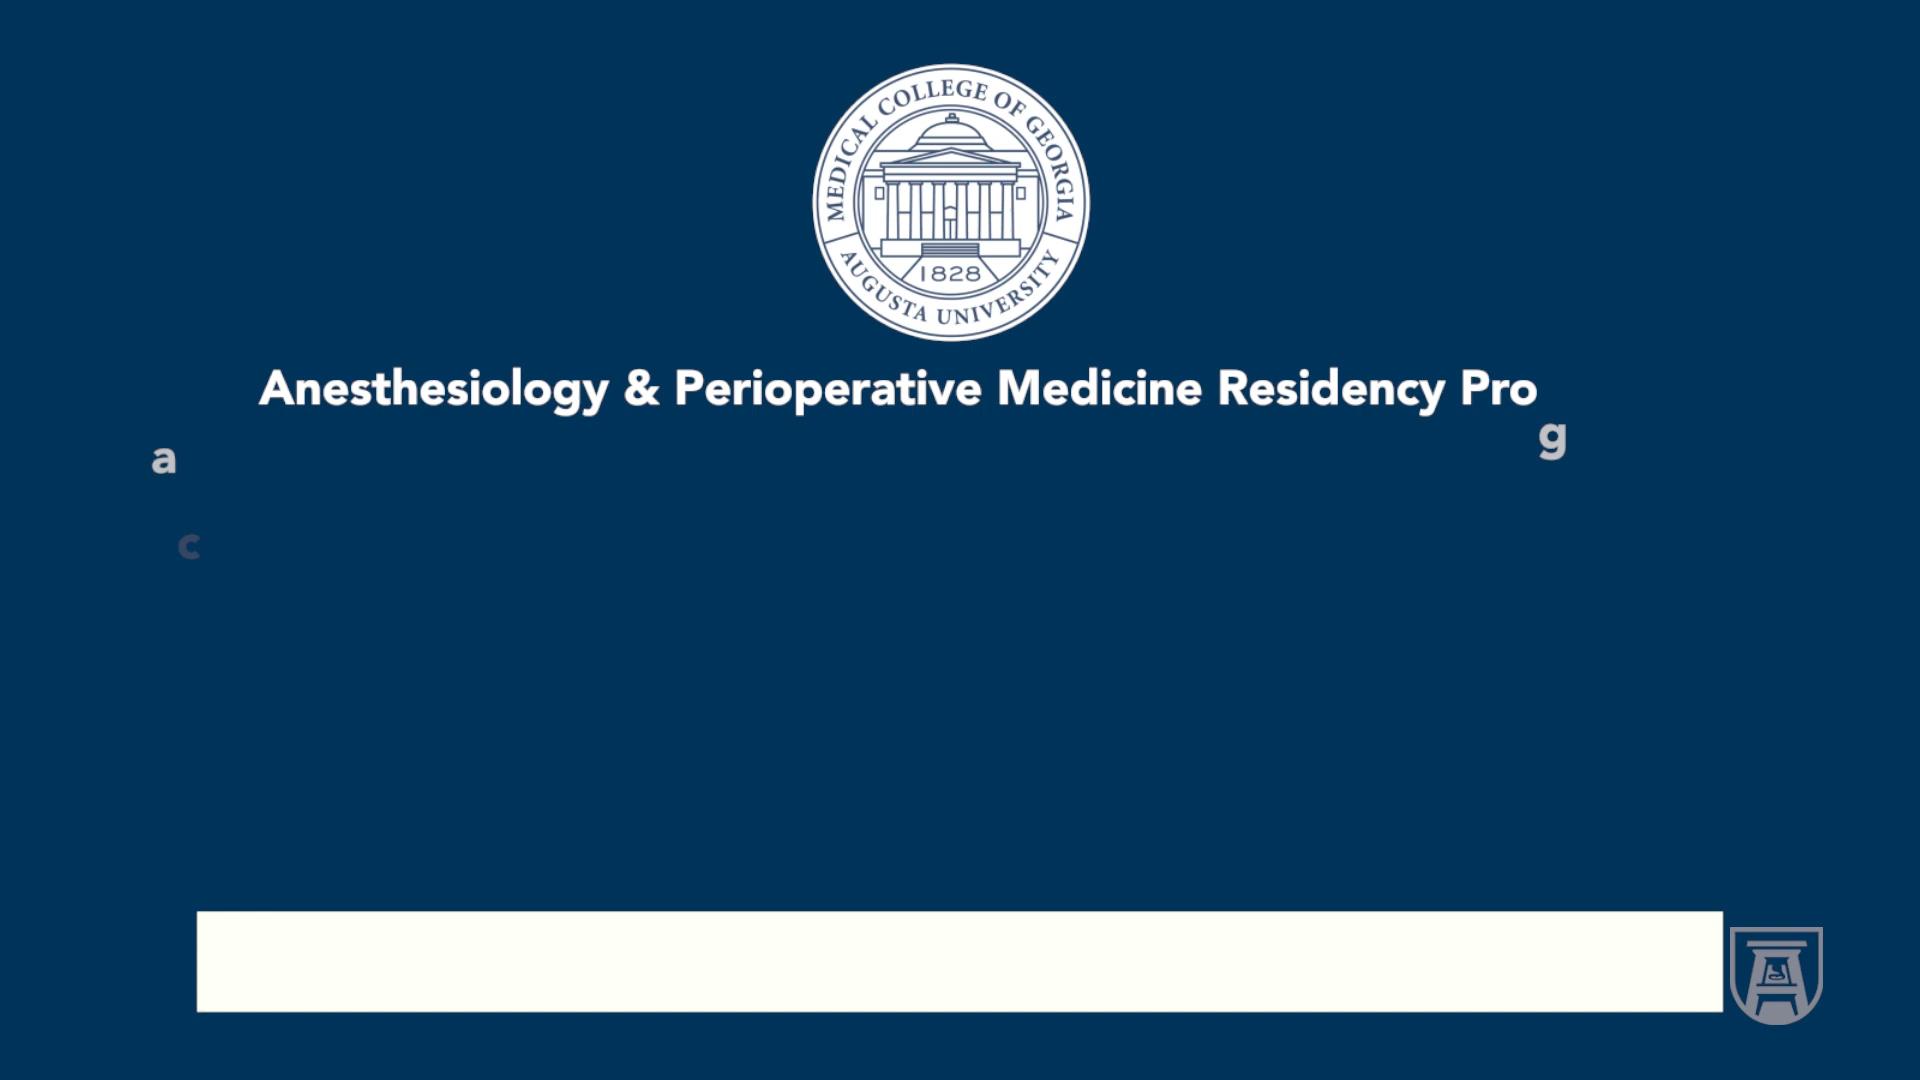 MEDICAL COLLEGE OF GEORGIA
1828
AUGUSTA UNIVERSITY
Anesthesiology & Perioperative Medicine Residency Pro
g
a
c